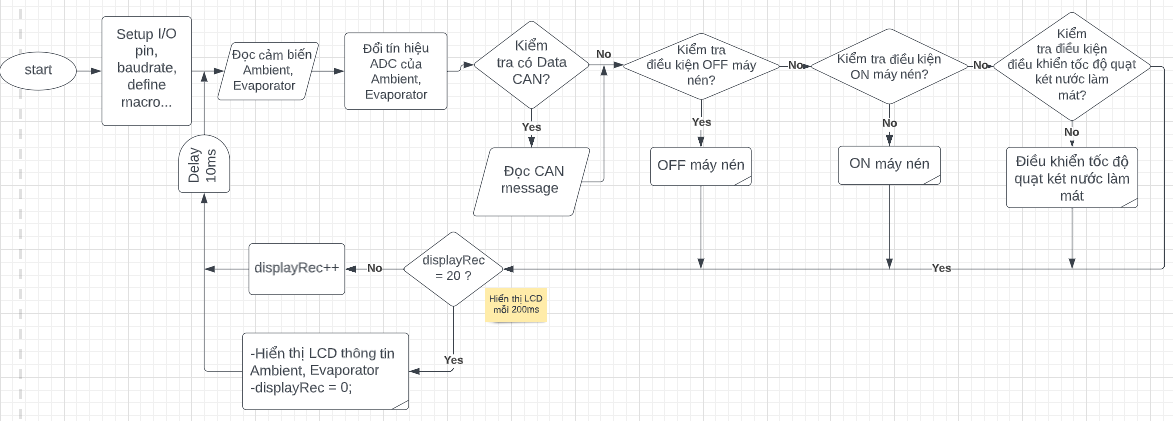 start
Setup I/O
pin,
baudrate,
define
macro...
Đọc cảm biến
Ambient,
Evaporator
Đổi tín hiệu
ADC của
Ambient,
Evaporator
Kiểm
tra có Data
CAN?
No
Yes
Đọc CAN
message
Kiểm tra
điều kiện OFF máy
nén?
No
Yes
OFF máy nén
Kiểm tra điều kiện
ON máy nén?
No
No
ON máy nén
Kiểm
tra điều kiện
điều khiển tốc độ quạt
két nước làm
mát?
No
Điều khiển tốc độ
quạt két nước làm
mát
Yes
Delay
10ms
displayRec
= 20 ?
No
displayRec++
Hiển thị LCD
mỗi 200ms
Yes
-Hiển thị LCD thông tin
Ambient, Evaporator
-displayRec = 0;